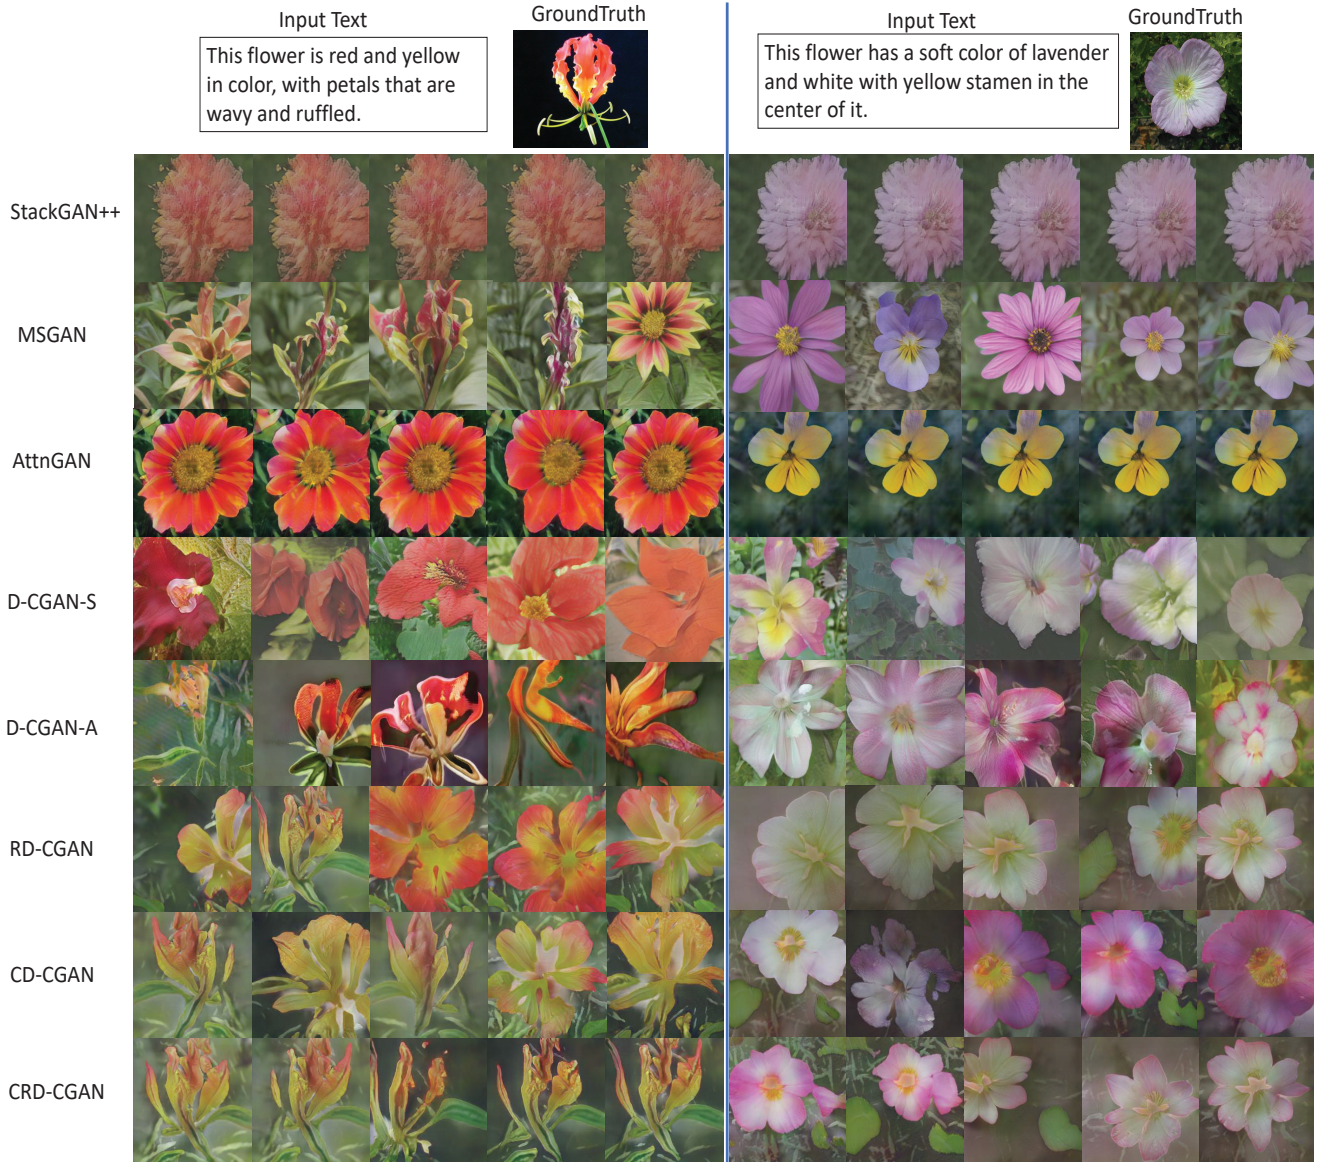 Input Text
GroundTruth
This flower is red and yellow
in color, with petals that are
wavy and ruffled.
Input Text
GroundTruth
This flower has a soft color of lavender
and white with yellow stamen in the
center of it.
StackGAN++
MSGAN
AttnGAN
D-CGAN-S
D-CGAN-A
RD-CGAN
CD-CGAN
CRD-CGAN